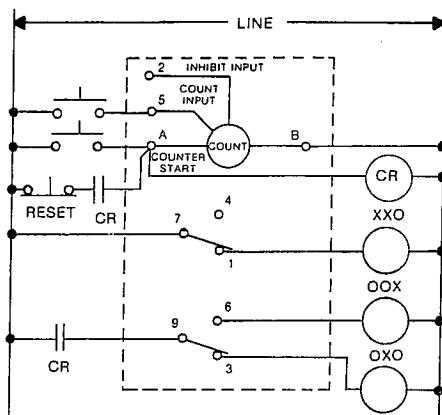 LINE
2
INHIBIT INPUT
COUNT
INPUT
5
A
B
COUNT
COUNTER
START
CR
RESET
CR
XXO
4
7
1
OOX
6
9
3
CR
OXO